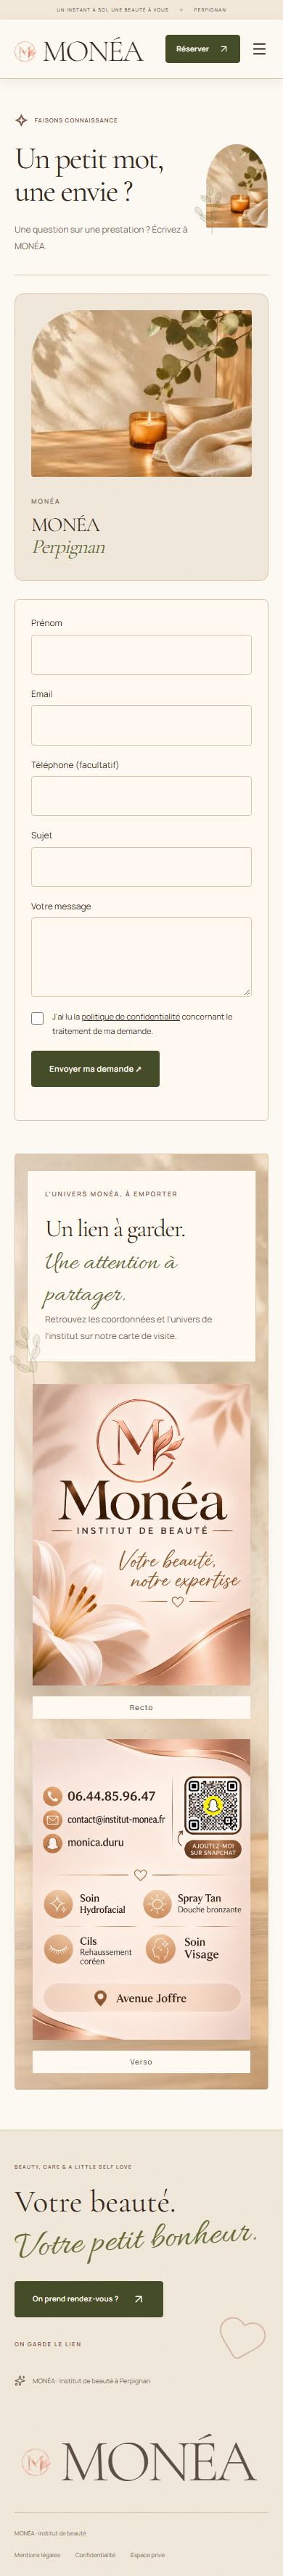 UN INSTANT À SOI, UNE BEAUTÉ À VOUS PERPIGNAN
MONÉA
Réserver
FAISONS CONNAISSANCE
Un petit mot,
une envie ?
Une question sur une prestation ? Écrivez à
MONÉA.
MONÉA
MONÉA
Perpignan
Prénom
Email
Téléphone (facultatif)
Sujet
Votre message
J'ai lu la politique de confidentialité concernant le
traitement de ma demande.
Envoyer ma demande ↗
L'UNIVERS MONÉA, À EMPORTER
Un lien à garder.
Une attention à
partager.
Retrouvez les coordonnées et l'univers de
l'institut sur notre carte de visite.
M
Monéa
INSTITUT DE BEAUTÉ
Votre beauté,
notre expertise
Recto
06.44.85.96.47
contact@institut-monea.fr
monica.duru
AJOUTEZ-MOI
SUR SNAPCHAT
Soin
Hydrofacial
Spray Tan
Douche bronzante
Cils
Rehaussement
coréen
Soin
Visage
Avenue Joffre
Verso
BEAUTY, CARE & A LITTLE SELF LOVE
Votre beauté.
Votre petit bonheur.
On prend rendez-vous ?
ON GARDE LE LIEN
MONÉA · Institut de beauté à Perpignan
MONÉA
MONÉA · Institut de beauté
Mentions légales Confidentialité Espace privé